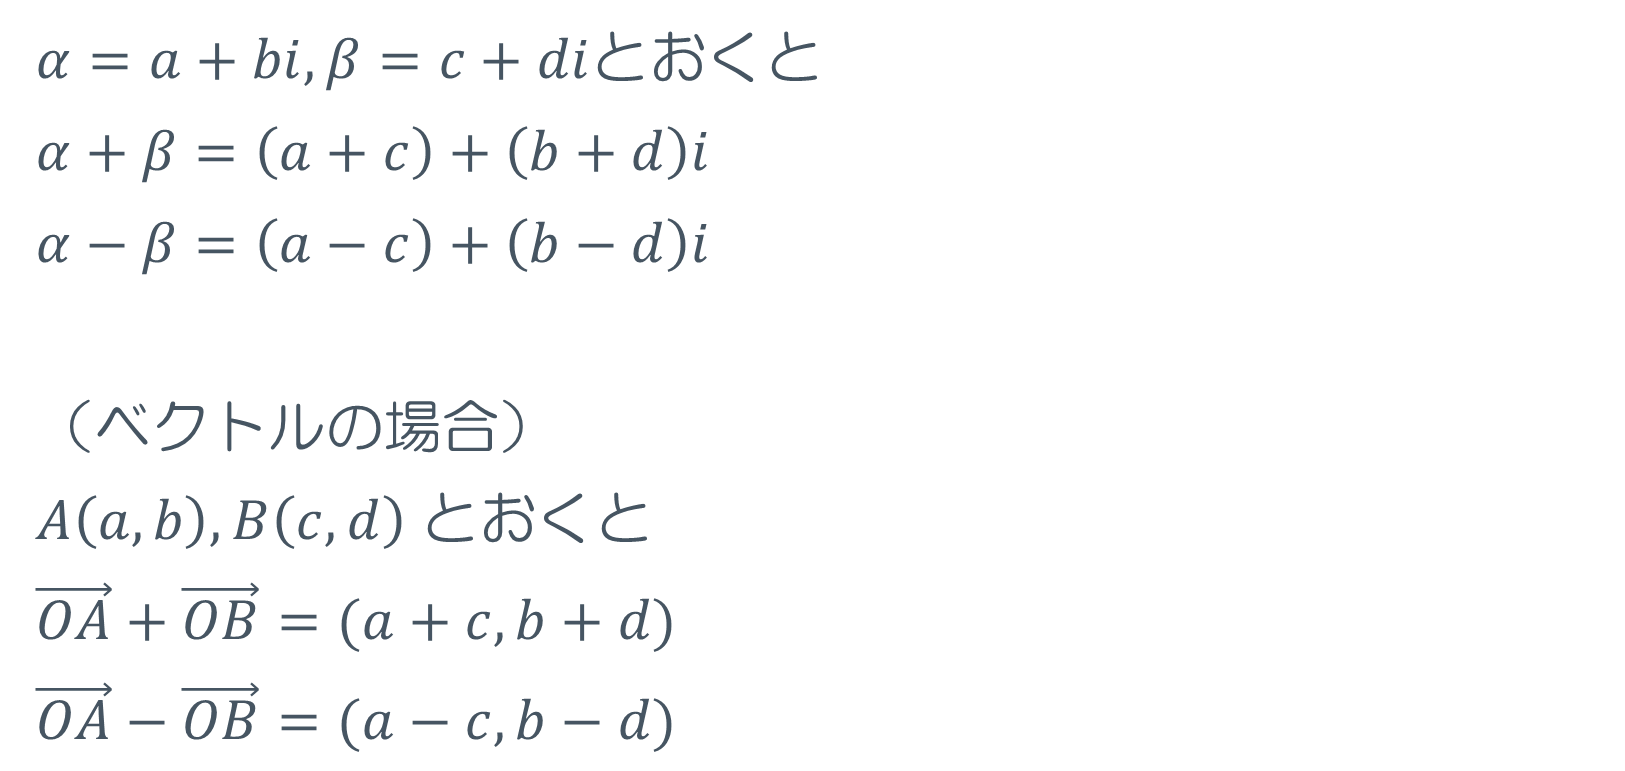 α = a + bi, β = c + diとおくと
α + β = (a + c) + (b + d)i
α − β = (a − c) + (b − d)i
（ベクトルの場合）
A(a, b), B(c, d) とおくと
$\overrightarrow{OA} + \overrightarrow{OB}$ = (a + c, b + d)
$\overrightarrow{OA} − \overrightarrow{OB}$ = (a − c, b − d)